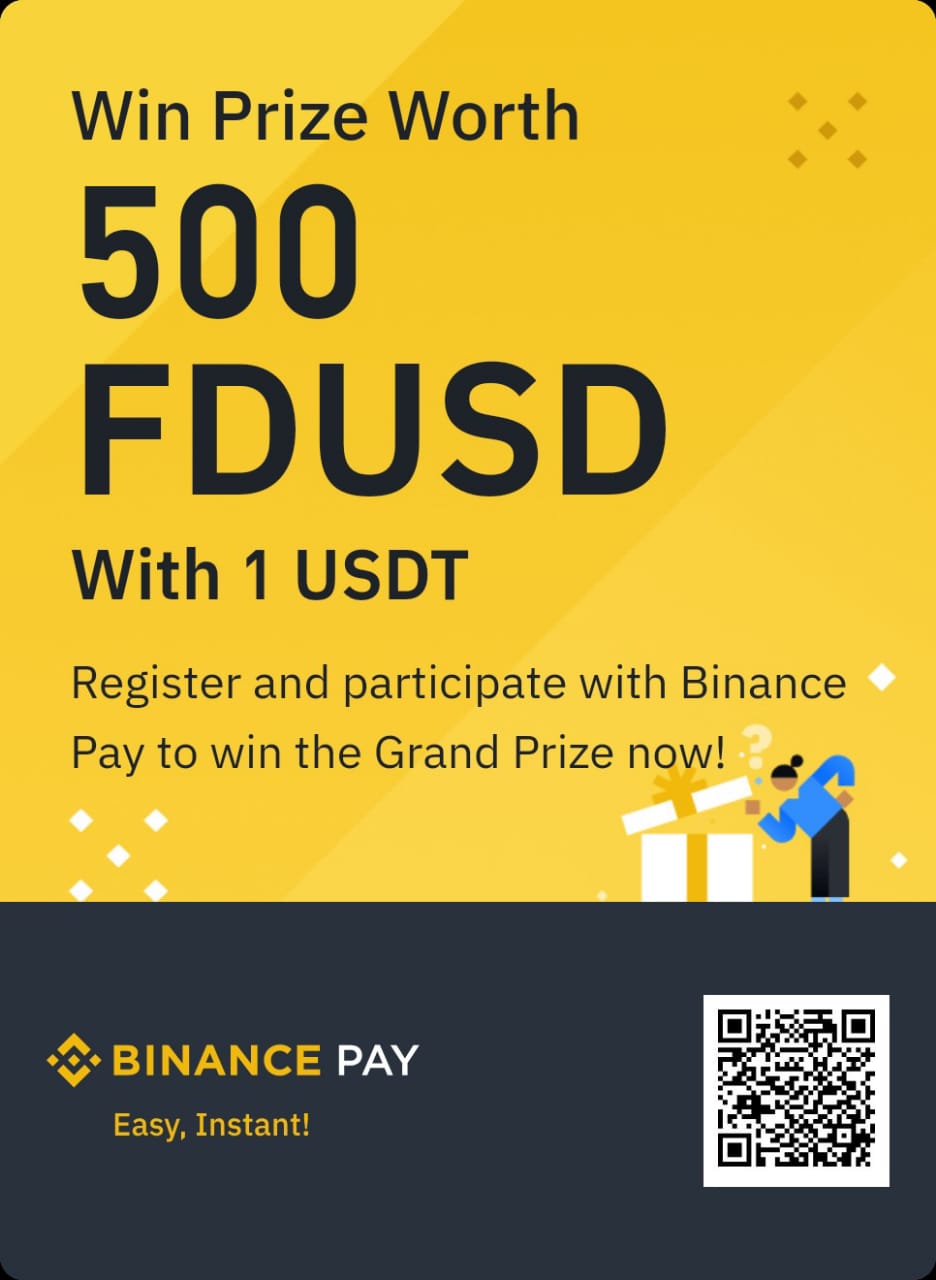 Win Prize Worth
500
FDUSD
With 1 USDT
Register and participate with Binance
Pay to win the Grand Prize now!
?
BINANCE PAY
Easy, Instant!